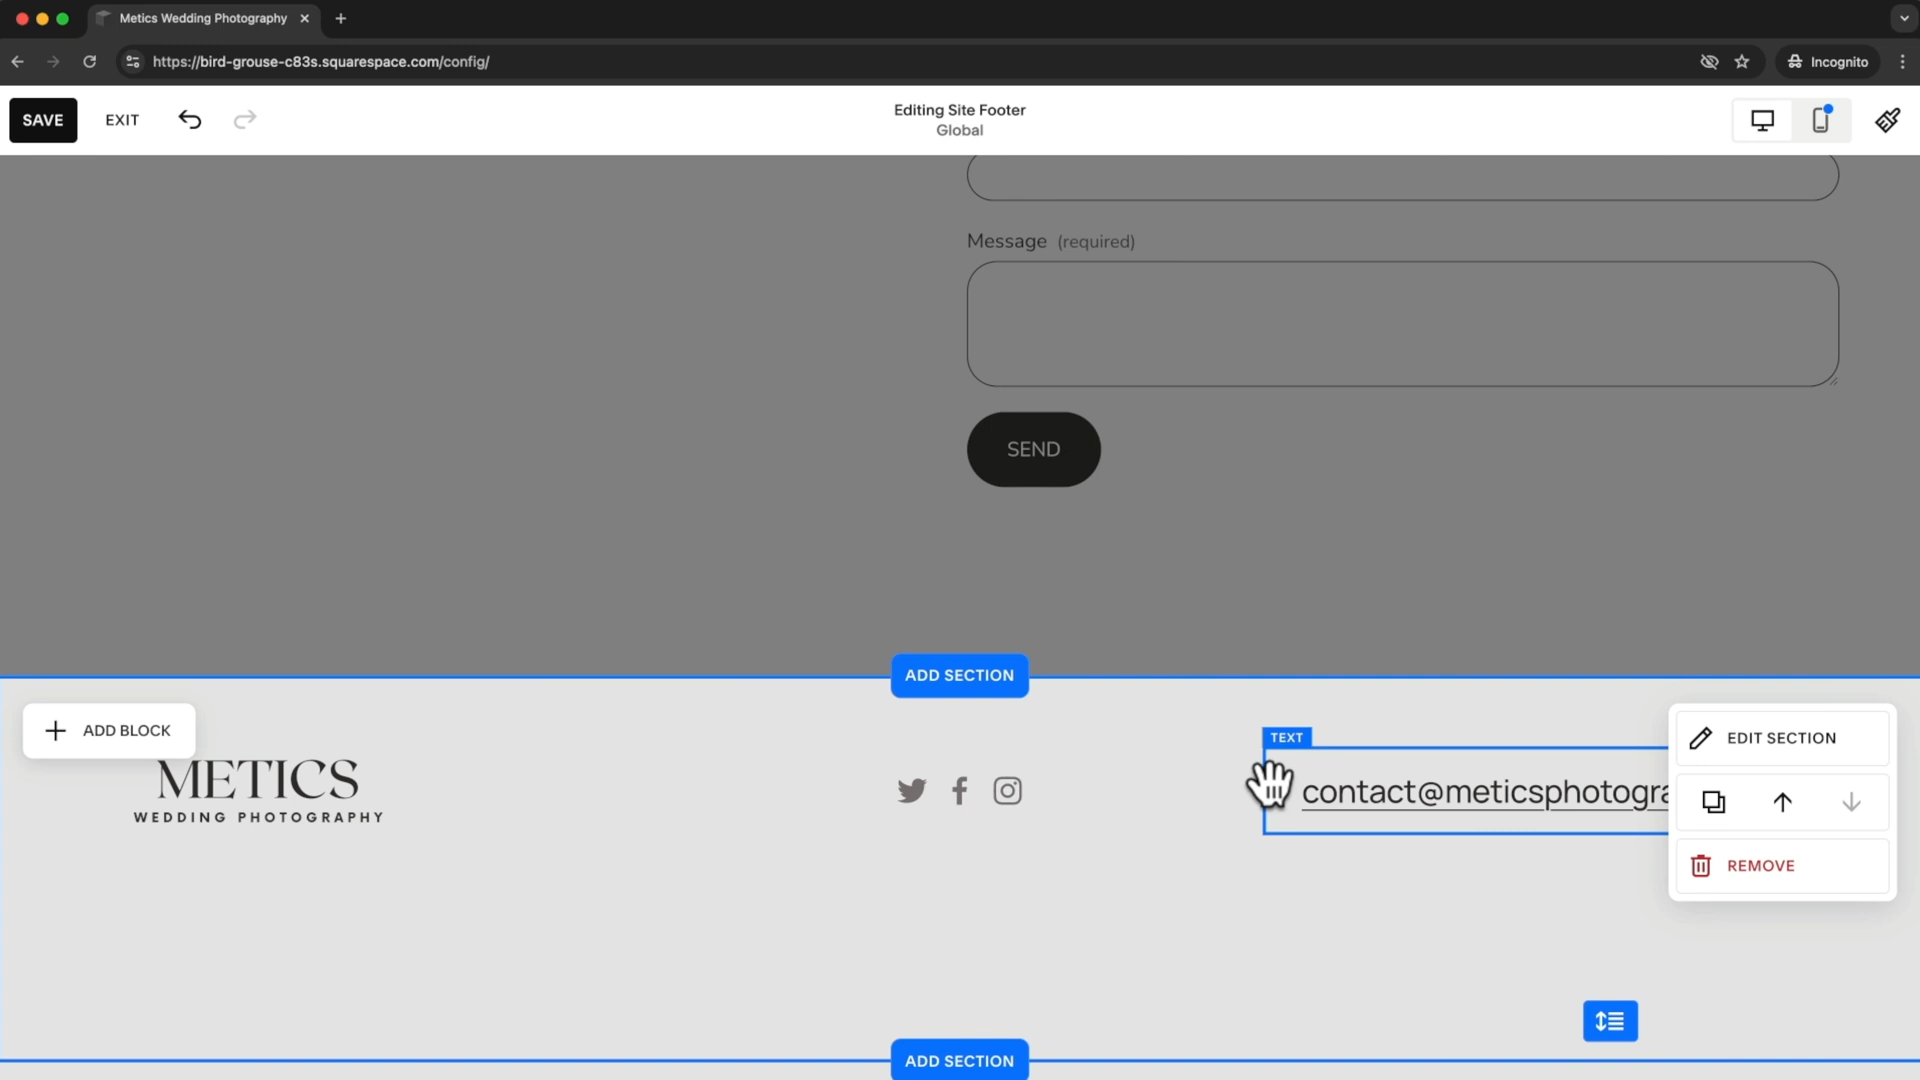 Metics Wedding Photography
https://bird-grouse-c83s.squarespace.com/config/
Incognito
SAVE
EXIT
Editing Site Footer
Global
Message (required)
SEND
ADD SECTION
ADD BLOCK
METICS
WEDDING PHOTOGRAPHY
TEXT
contact@meticsphotogra
EDIT SECTION
REMOVE
ADD SECTION